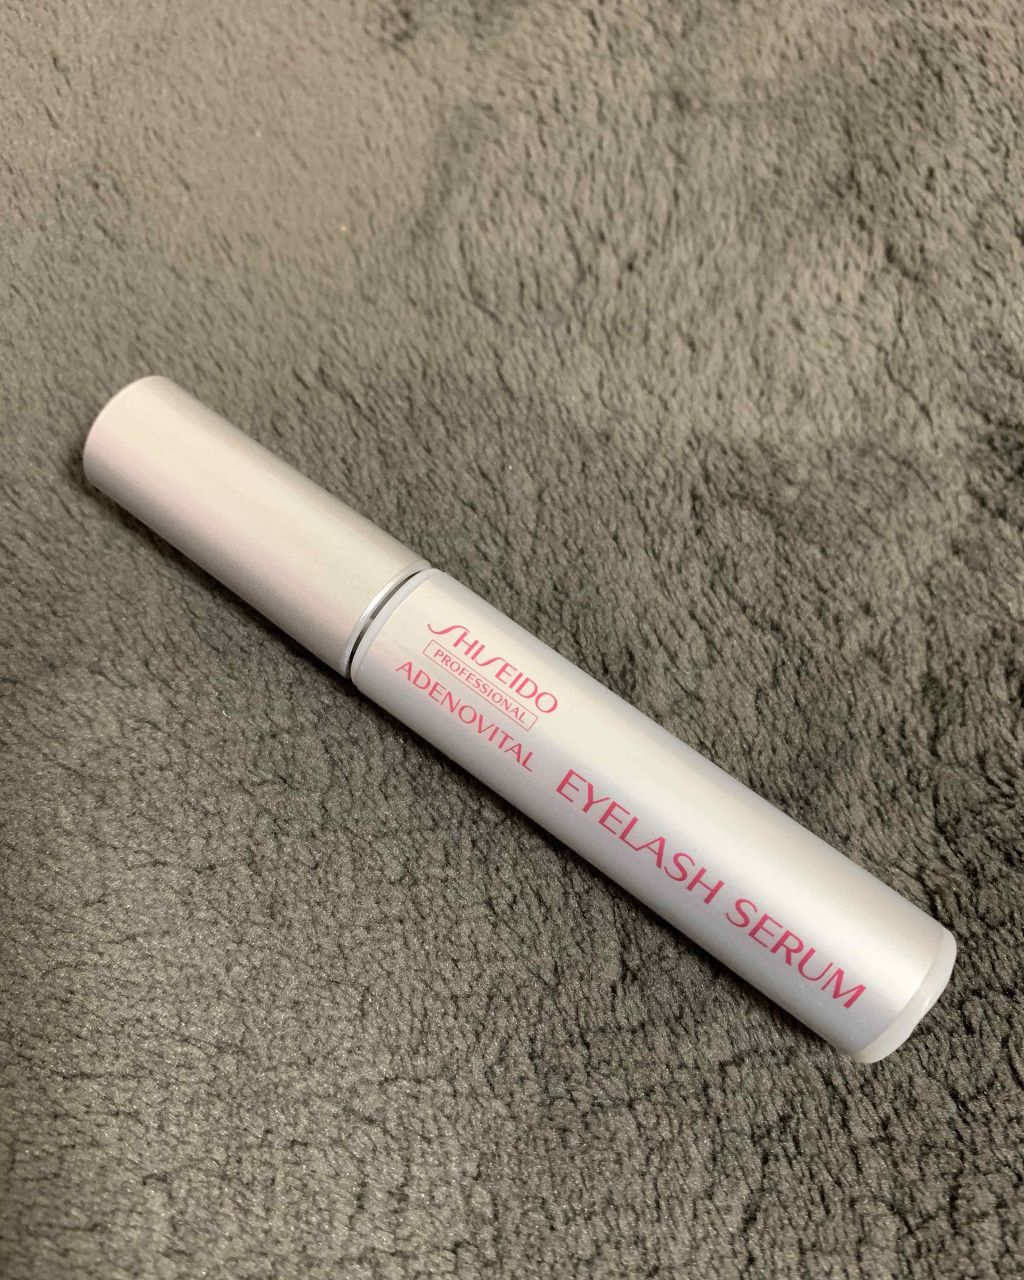 SHISEIDO
PROFESSIONAL
ADENOVITAL
EYELASH SERUM